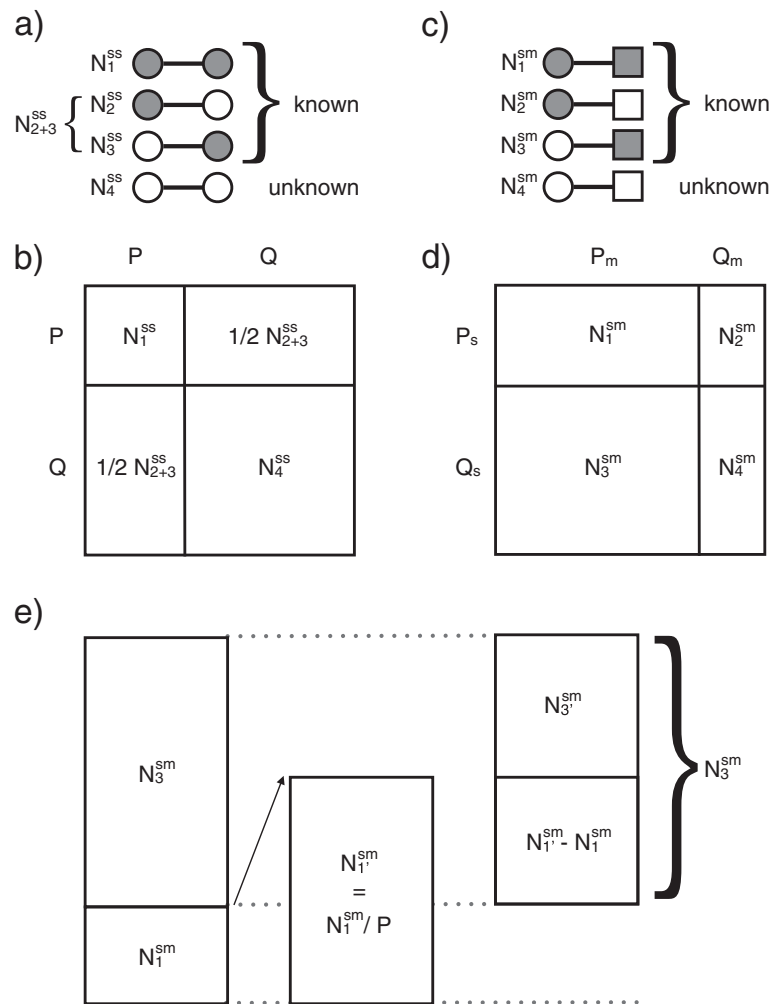 a)
N₁ˢˢ
N₂ˢˢ
N₂₊₃ˢˢ
N₃ˢˢ
N₄ˢˢ
known
unknown
c)
N₁ˢᵐ
N₂ˢᵐ
N₃ˢᵐ
N₄ˢᵐ
known
unknown
b)
P Q
P N₁ˢˢ 1/2 N₂₊₃ˢˢ
Q 1/2 N₂₊₃ˢˢ N₄ˢˢ
d)
Pₘ Qₘ
Pₛ N₁ˢᵐ N₂ˢᵐ
Qₛ N₃ˢᵐ N₄ˢᵐ
e)
N₃ˢᵐ
N₁ˢᵐ
N₁'ˢᵐ
=
N₁ˢᵐ/ P
N₃'ˢᵐ
N₁'ˢᵐ - N₁ˢᵐ
N₃ˢᵐ